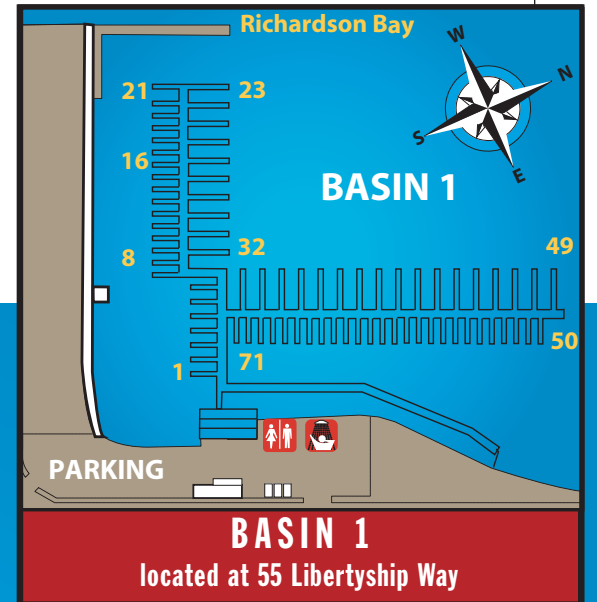 Richardson Bay
W
N
S
E
21
23
16
BASIN 1
32
49
8
50
71
1
PARKING
BASIN 1
located at 55 Libertyship Way